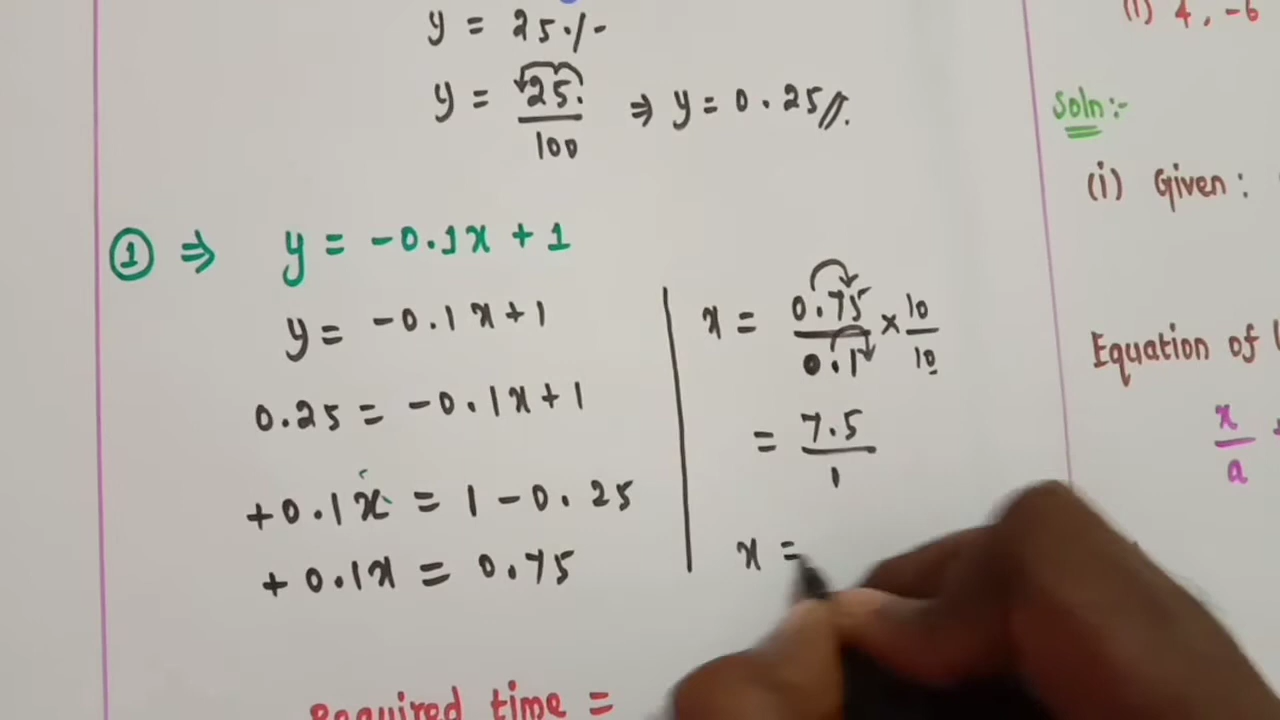 y = 25%
y = 25/100 ⇒ y = 0.25//.
① ⇒ y = -0.1x + 1
y = -0.1x+1
0.25 = -0.1x+1
+0.1x = 1-0.25
+0.1x = 0.75
x = 0.75/0.1 × 10/10
= 7.5/1
x =
Required time =
(i) 4, -6
Soln:-
(i) Given:
Equation of
x/a